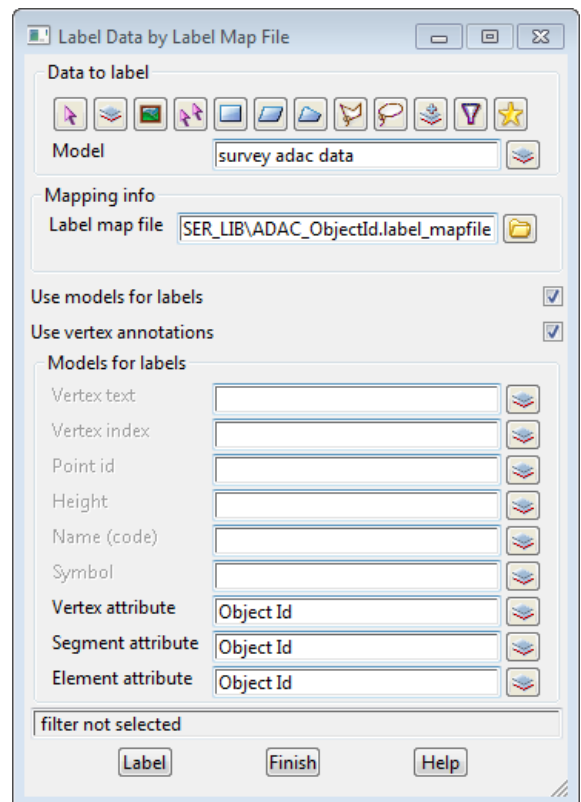 Label Data by Label Map File
Data to label
Model survey adac data
Mapping info
Label map file SER_LIB\ADAC_ObjectId.label_mapfile
Use models for labels
Use vertex annotations
Models for labels
Vertex text
Vertex index
Point id
Height
Name (code)
Symbol
Vertex attribute Object Id
Segment attribute Object Id
Element attribute Object Id
filter not selected
Label Finish Help